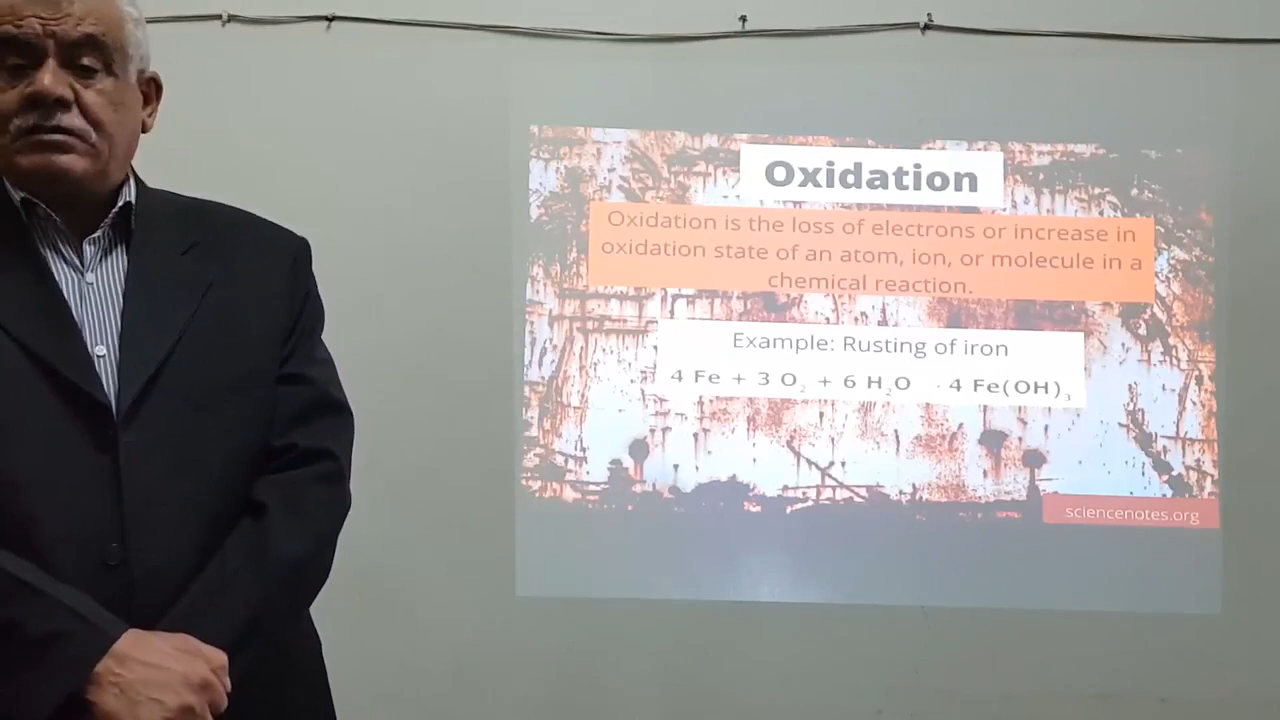 Oxidation
Oxidation is the loss of electrons or increase in
oxidation state of an atom, ion, or molecule in a
chemical reaction.
Example: Rusting of iron
4 Fe + 3 O₂ + 6 H₂O · 4 Fe(OH)₃
sciencenotes.org